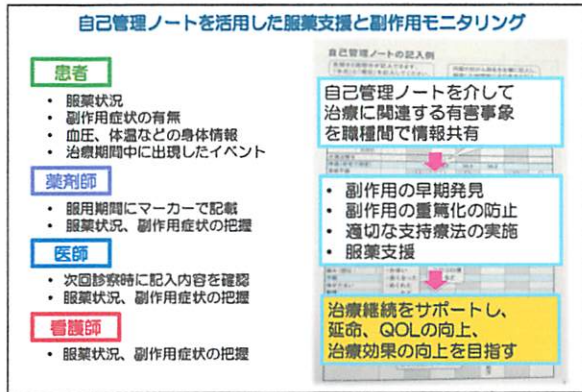 自己管理ノートを活用した服薬支援と副作用モニタリング
患者
• 服薬状況
• 副作用症状の有無
• 血圧、体温などの身体情報
• 治療期間中に出現したイベント
薬剤師
• 服用期間にマーカーで記載
• 服薬状況、副作用症状の把握
医師
• 次回診察時に記入内容を確認
• 服薬状況、副作用症状の把握
看護師
• 服薬状況、副作用症状の把握
自己管理ノートの記入例
自己管理ノートを介して
治療に関連する有害事象
を職種間で情報共有
• 副作用の早期発見
• 副作用の重篤化の防止
• 適切な支持療法の実施
• 服薬支援
治療継続をサポートし、
延命、QOLの向上、
治療効果の向上を目指す